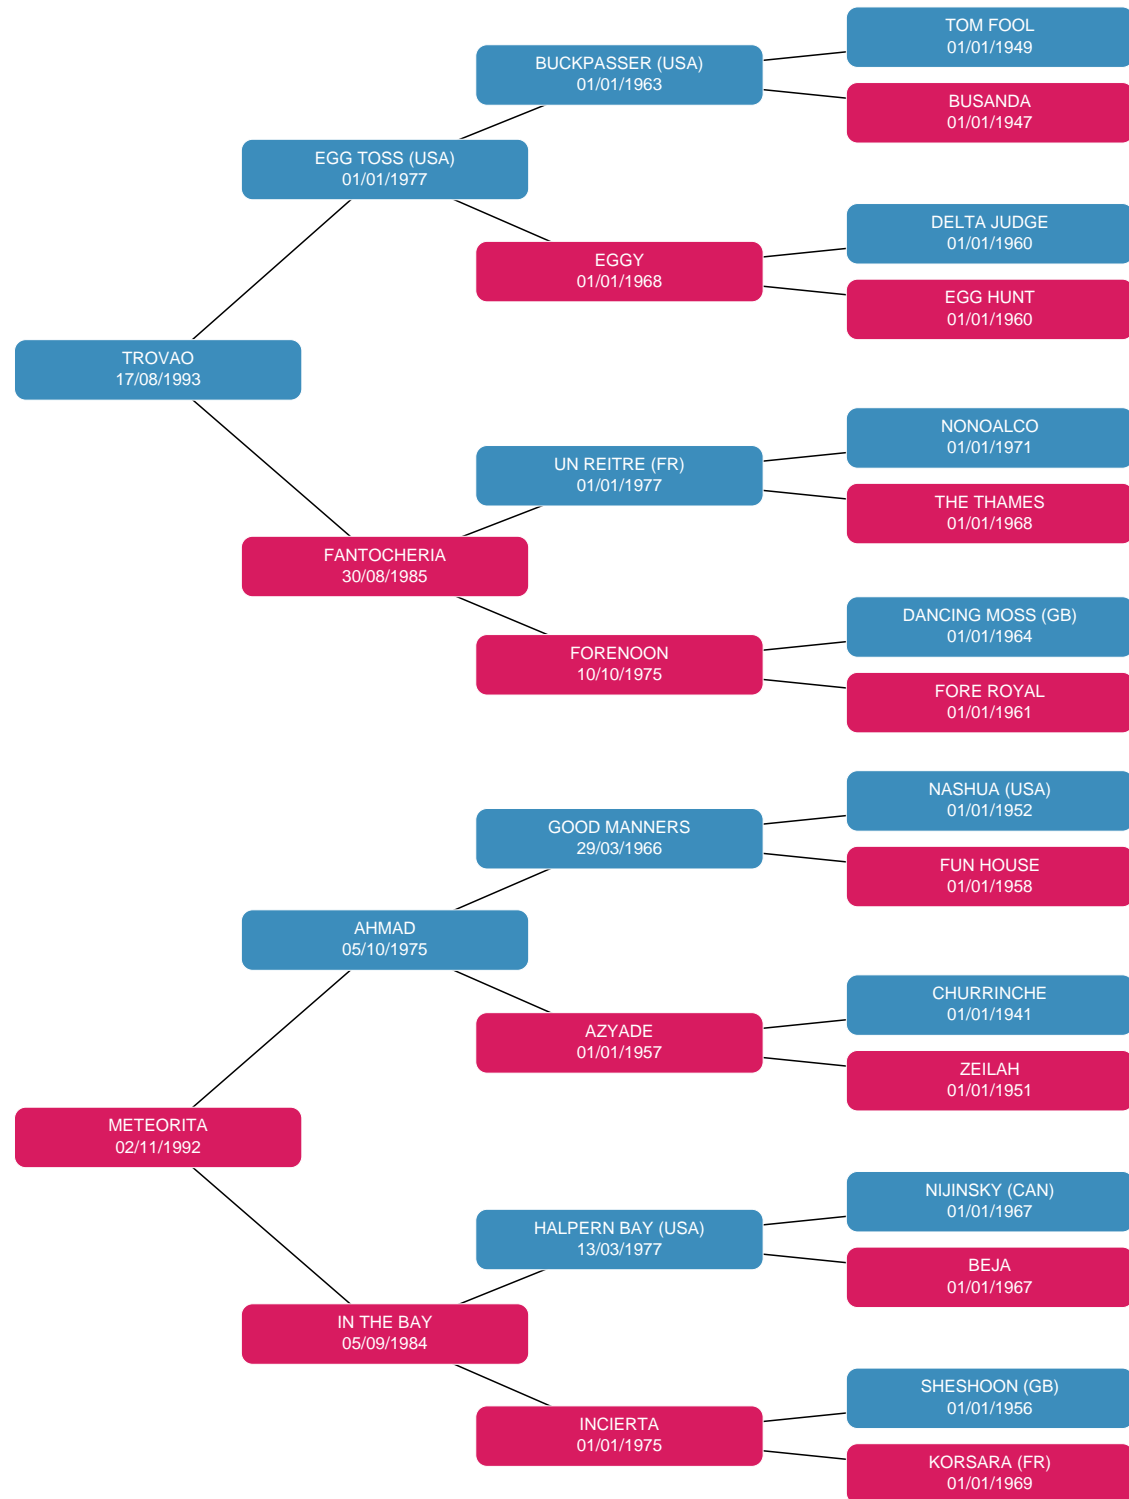 TOM FOOL
01/01/1949
BUCKPASSER (USA)
01/01/1963
BUSANDA
01/01/1947
EGG TOSS (USA)
01/01/1977
DELTA JUDGE
01/01/1960
EGGY
01/01/1968
EGG HUNT
01/01/1960
TROVAO
17/08/1993
NONOALCO
01/01/1971
UN REITRE (FR)
01/01/1977
THE THAMES
01/01/1968
FANTOCHERIA
30/08/1985
DANCING MOSS (GB)
01/01/1964
FORENOON
10/10/1975
FORE ROYAL
01/01/1961
NASHUA (USA)
01/01/1952
GOOD MANNERS
29/03/1966
FUN HOUSE
01/01/1958
AHMAD
05/10/1975
CHURRINCHE
01/01/1941
AZYADE
01/01/1957
ZEILAH
01/01/1951
METEORITA
02/11/1992
NIJINSKY (CAN)
01/01/1967
HALPERN BAY (USA)
13/03/1977
BEJA
01/01/1967
IN THE BAY
05/09/1984
SHESHOON (GB)
01/01/1956
INCIERTA
01/01/1975
KORSARA (FR)
01/01/1969